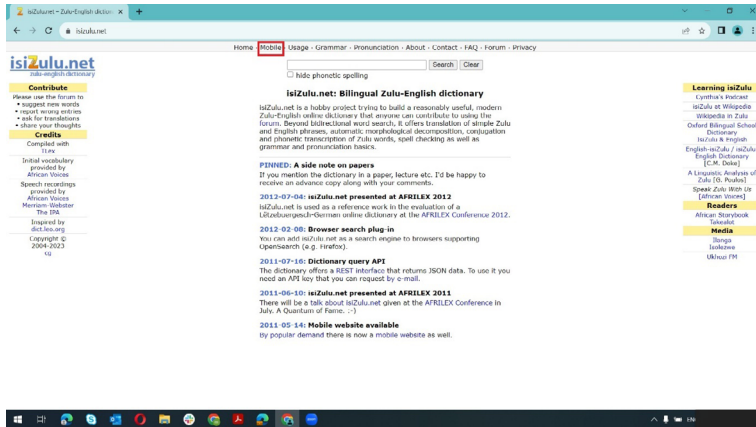 isiZulu.net – Zulu-English diction
isizulu.net
Home - Mobile - Usage - Grammar - Pronunciation - About - Contact - FAQ - Forum - Privacy
isiZulu.net
zulu-english dictionary
Search Clear
hide phonetic spelling
Contribute
Please use the forum to
• suggest new words
• report wrong entries
• ask for translations
• share your thoughts
Credits
Compiled with
TLex
Initial vocabulary
provided by
African Voices
Speech recordings
provided by
African Voices
Merriam-Webster
The IPA
Inspired by
dict.leo.org
Copyright ©
2004-2023
cg
isiZulu.net: Bilingual Zulu-English dictionary
isiZulu.net is a hobby project trying to build a reasonably useful, modern
Zulu-English online dictionary that anyone can contribute to using the
forum. Beyond bidirectional word search, it offers translation of simple Zulu
and English phrases, automatic morphological decomposition, conjugation
and phonetic transcription of Zulu words, spell checking as well as
grammar and pronunciation basics.
PINNED: A side note on papers
If you mention the dictionary in a paper, lecture etc. I'd be happy to
receive an advance copy along with your comments.
2012-07-04: isiZulu.net presented at AFRILEX 2012
isiZulu.net is used as a reference work in the evaluation of a
Lëtzebuergesch-German online dictionary at the AFRILEX Conference 2012.
2012-02-08: Browser search plug-in
You can add isiZulu.net as a search engine to browsers supporting
OpenSearch (e.g. Firefox).
2011-07-16: Dictionary query API
The dictionary offers a REST interface that returns JSON data. To use it you
need an API key that you can request by e-mail.
2011-06-10: isiZulu.net presented at AFRILEX 2011
There will be a talk about isiZulu.net given at the AFRILEX Conference in
July. A Quantum of Fame. ;-)
2011-05-14: Mobile website available
By popular demand there is now a mobile website as well.
Learning isiZulu
Cynthia's Podcast
isiZulu at Wikipedia
Wikipedia in Zulu
Oxford Bilingual School
Dictionary
IsiZulu & English
English-isiZulu / isiZulu
English Dictionary
[C.M. Doke]
A Linguistic Analysis of
Zulu [G. Poulos]
Speak Zulu With Us
[African Voices]
Readers
African Storybook
Takealot
Media
Ilanga
Isolezwe
Ukhozi FM
EN